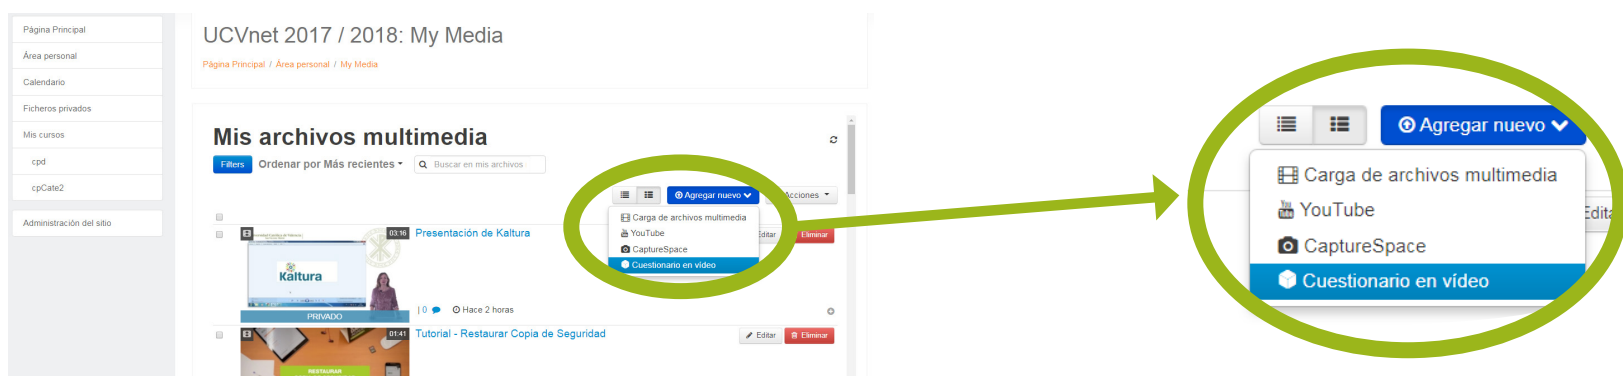 Página Principal
Área personal
Calendario
Ficheros privados
Mis cursos
cpd
cpCate2
Administración del sitio
UCVnet 2017 / 2018: My Media
Página Principal / Área personal / My Media
Mis archivos multimedia
Filters Ordenar por Más recientes Buscar en mis archivos
Agregar nuevo Acciones
Carga de archivos multimedia
YouTube
CaptureSpace
Cuestionario en vídeo
03:16 Presentación de Kaltura Editar Eliminar
Kaltura
PRIVADO
0 Hace 2 horas
01:41 Tutorial - Restaurar Copia de Seguridad Editar Eliminar
RESTAURAR
Agregar nuevo
Carga de archivos multimedia
You Tube YouTube
CaptureSpace
Cuestionario en vídeo